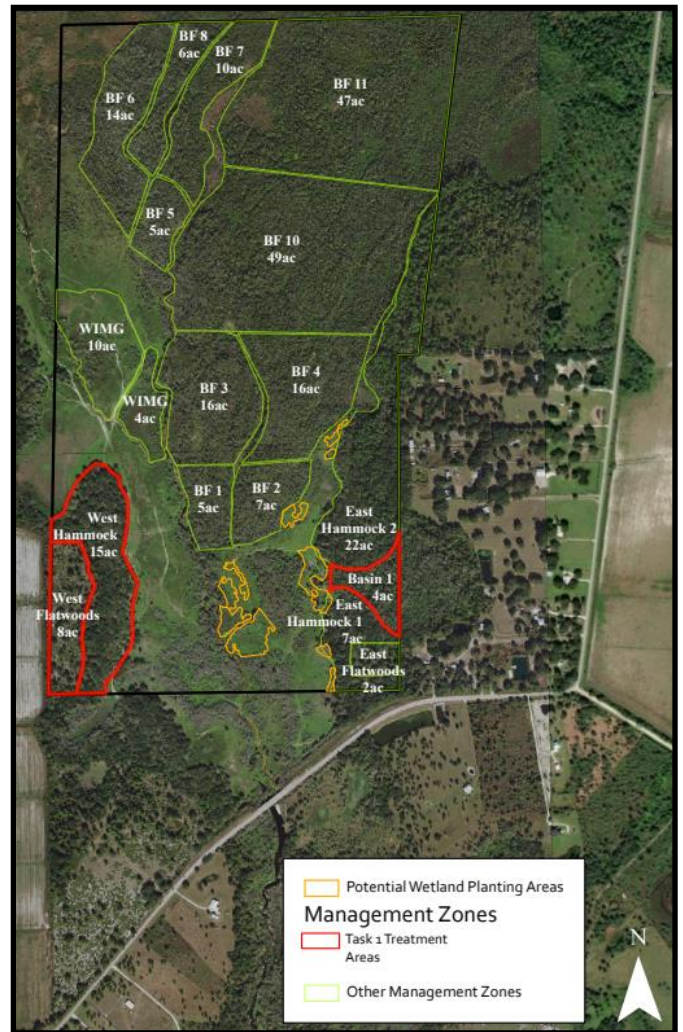 BF 8
6ac
BF 7
10ac
BF 6
14ac
BF 11
47ac
BF 5
5ac
BF 10
49ac
WIMG
10ac
WIMG
4ac
BF 3
16ac
BF 4
16ac
BF 1
5ac
BF 2
7ac
West
Hammock
15ac
West
Flatwoods
8ac
East
Hammock 2
22ac
Basin 1
4ac
East
Hammock 1
7ac
East
Flatwoods
2ac
Potential Wetland Planting Areas
Management Zones
Task 1 Treatment
Areas
Other Management Zones
N